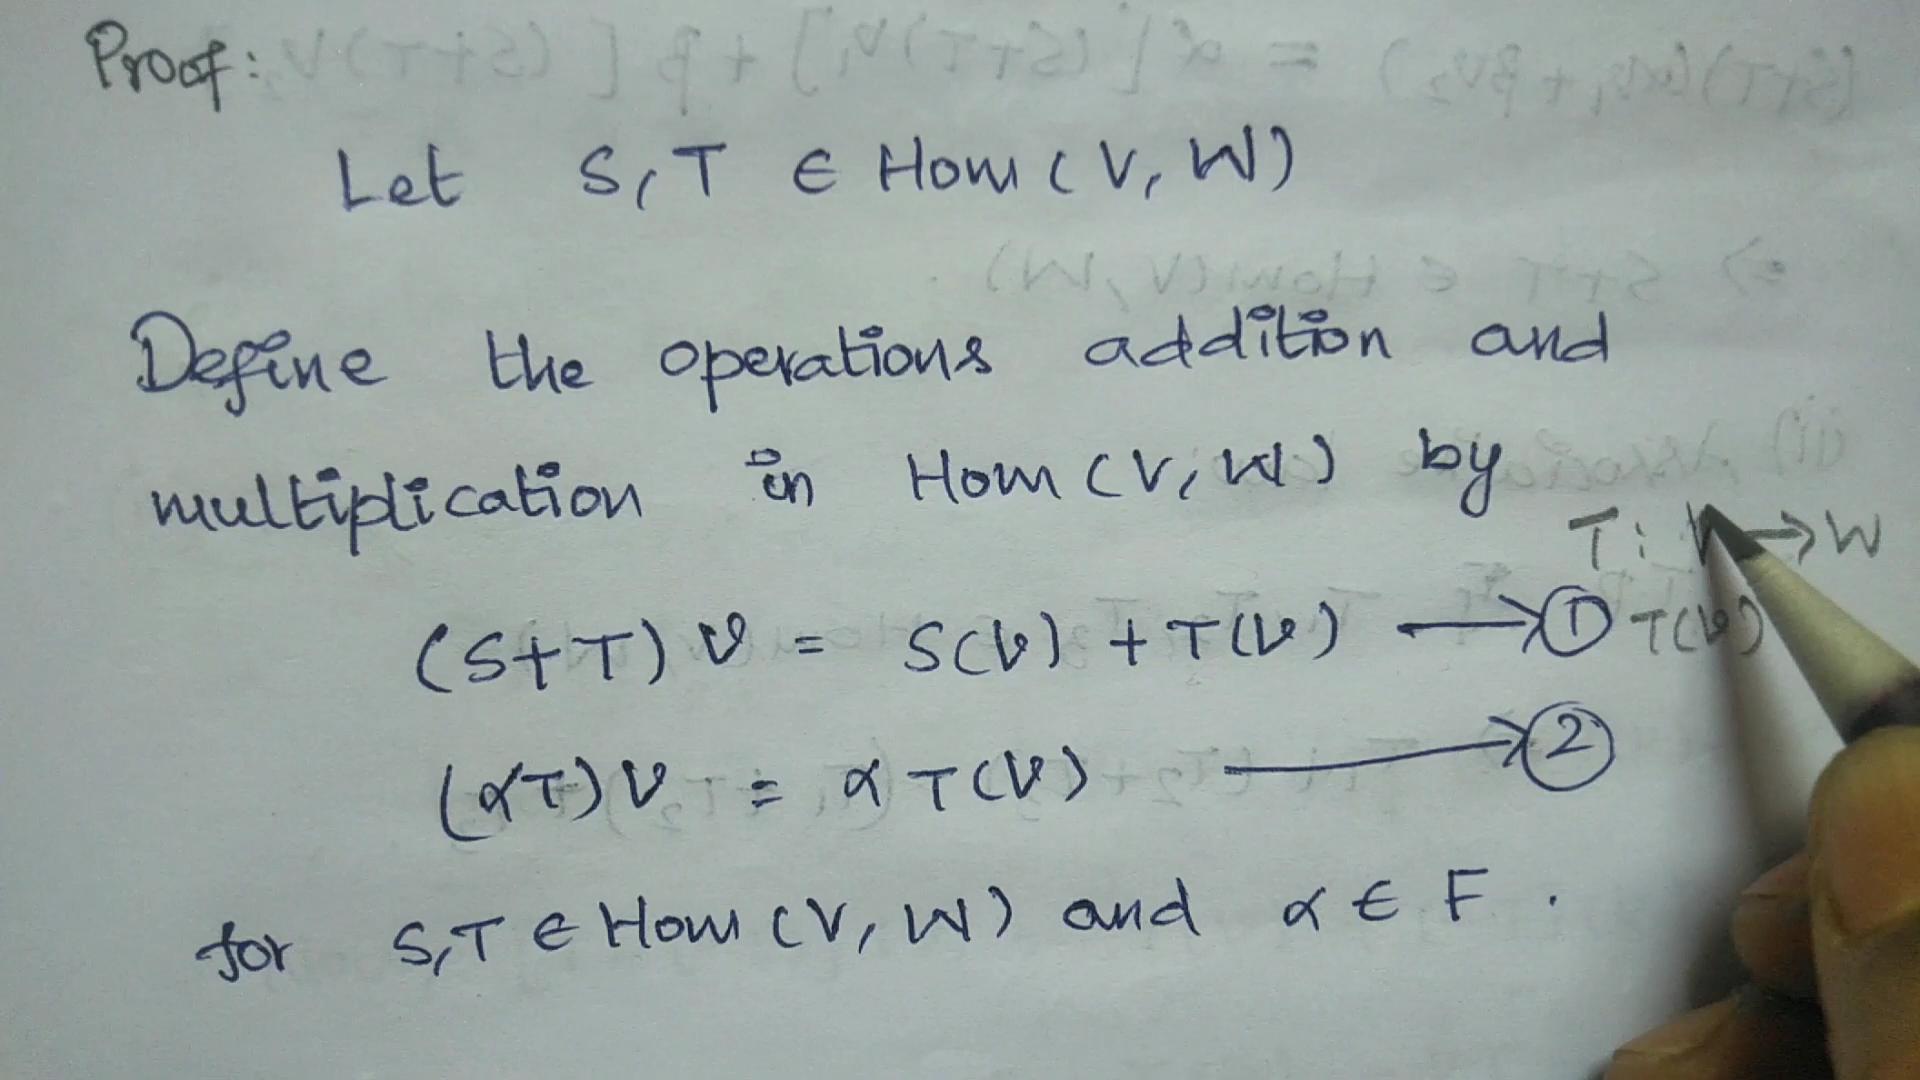 Proof:
Let S, T ∈ Hom (V, W)
Define the operations addition and
multiplication in Hom (V, W) by
T: V → W
(S+T) v = S(v) + T(v) → ① T(v)
(αT) v = α T(v) → ②
for S, T ∈ Hom (V, W) and α ∈ F .